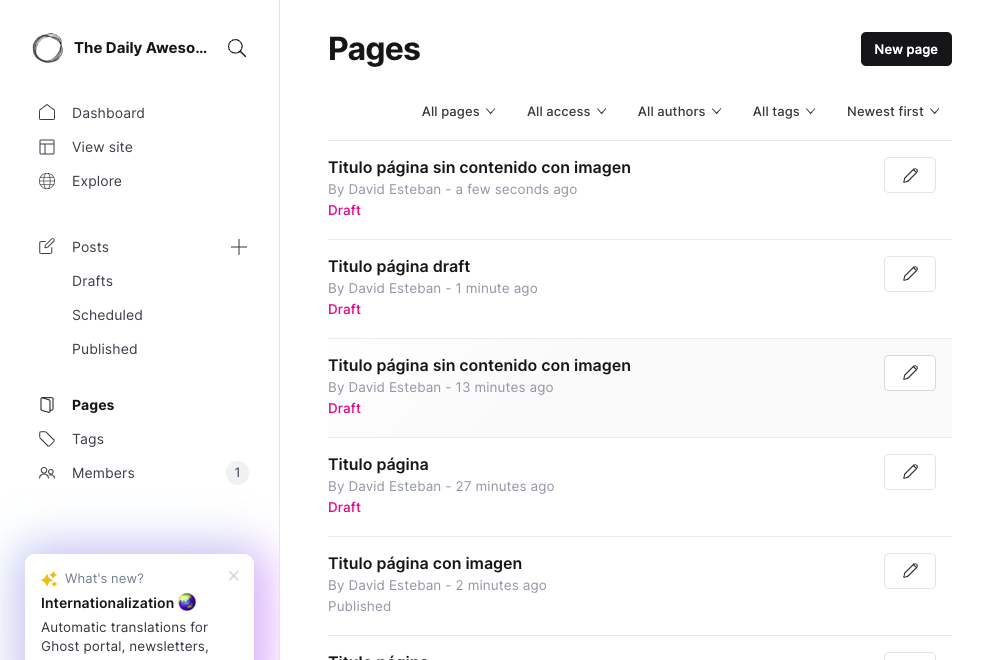 The Daily Aweso...
Dashboard
View site
Explore
Posts
Drafts
Scheduled
Published
Pages
Tags
Members
1
What's new?
Internationalization
Automatic translations for
Ghost portal, newsletters,
Pages
New page
All pages
All access
All authors
All tags
Newest first
Titulo página sin contenido con imagen
By David Esteban - a few seconds ago
Draft
Titulo página draft
By David Esteban - 1 minute ago
Draft
Titulo página sin contenido con imagen
By David Esteban - 13 minutes ago
Draft
Titulo página
By David Esteban - 27 minutes ago
Draft
Titulo página con imagen
By David Esteban - 2 minutes ago
Published
Titulo página